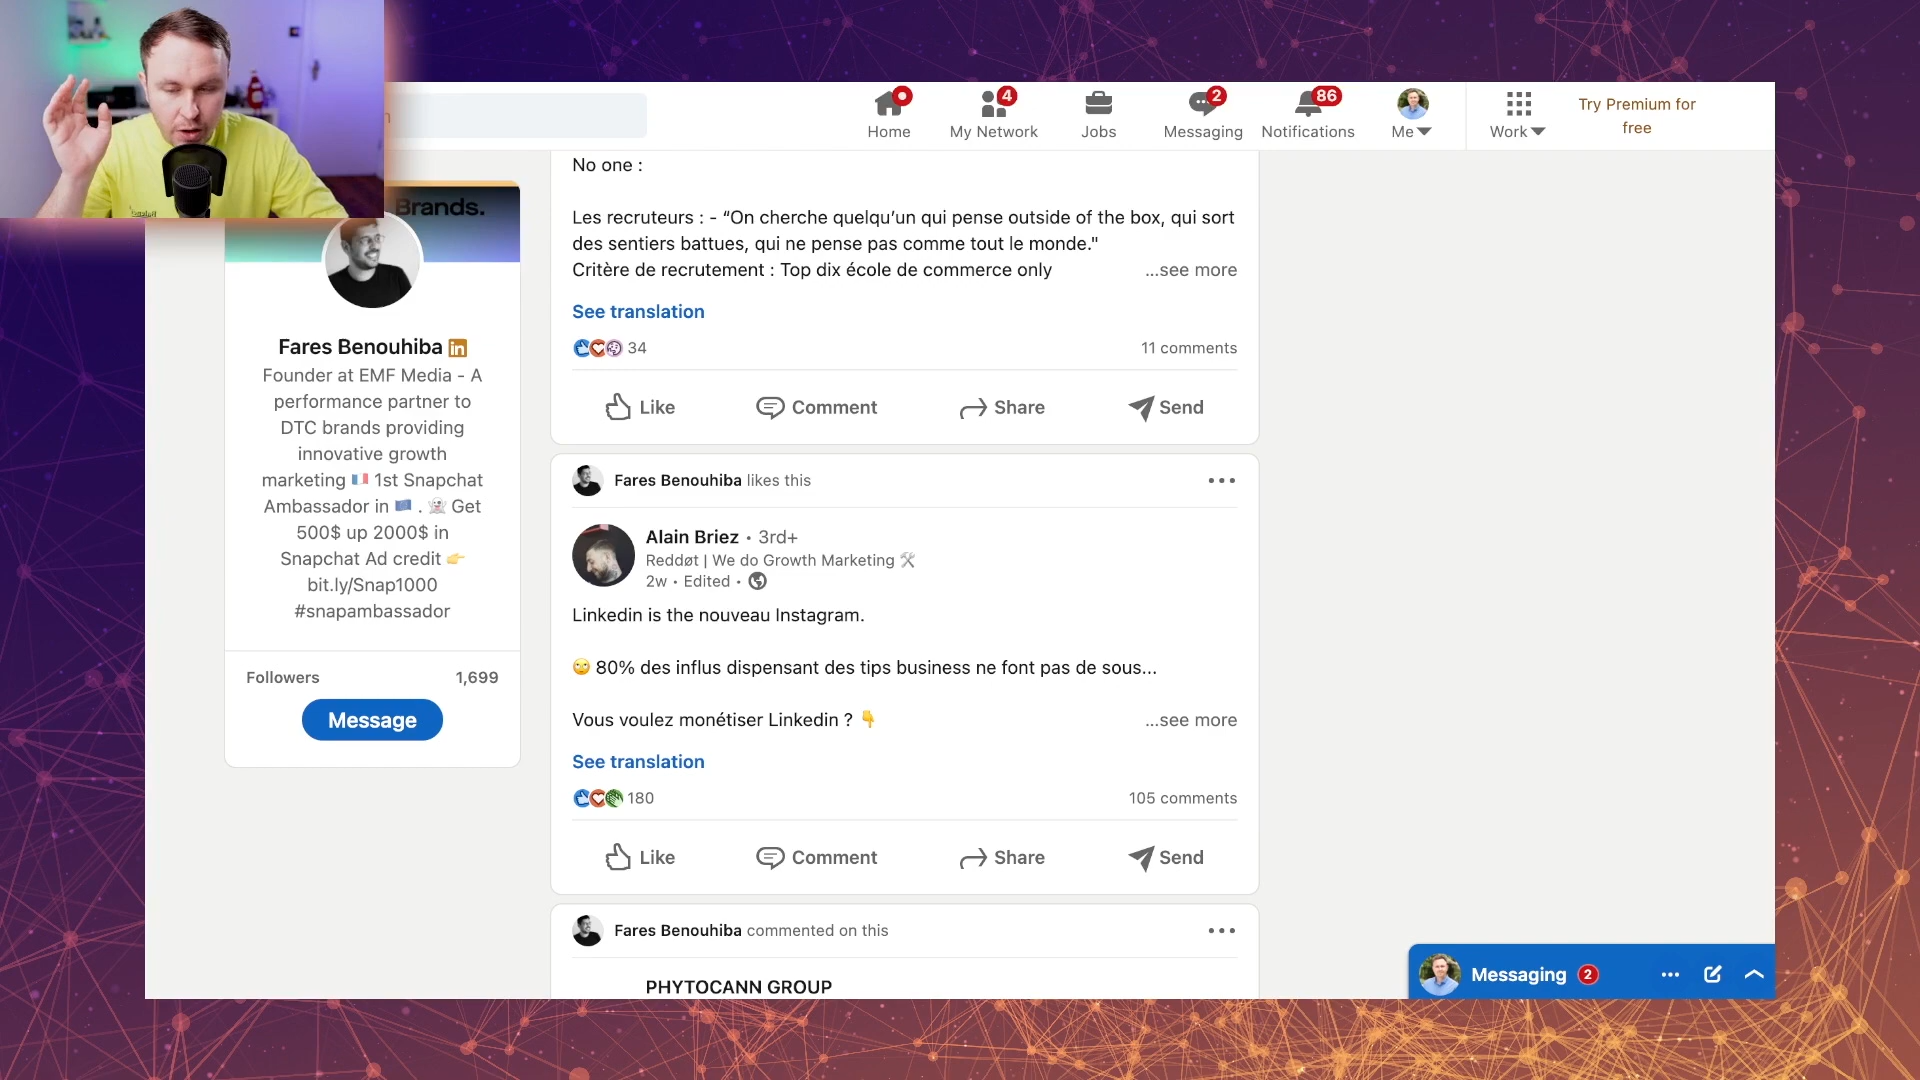 Home
4
My Network
Jobs
2
Messaging
86
Notifications
Me
Work
Try Premium for
free
Brands.
Fares Benouhiba in
Founder at EMF Media - A
performance partner to
DTC brands providing
innovative growth
marketing 🇫🇷 1st Snapchat
Ambassador in 🇪🇺 . 👻 Get
500$ up 2000$ in
Snapchat Ad credit 👉
bit.ly/Snap1000
#snapambassador
Followers 1,699
Message
No one :
Les recruteurs : - “On cherche quelqu’un qui pense outside of the box, qui sort
des sentiers battues, qui ne pense pas comme tout le monde."
Critère de recrutement : Top dix école de commerce only ...see more
See translation
34 11 comments
Like Comment Share Send
Fares Benouhiba likes this
Alain Briez • 3rd+
Reddøt | We do Growth Marketing 🛠
2w • Edited •
Linkedin is the nouveau Instagram.
🙄 80% des influs dispensant des tips business ne font pas de sous...
Vous voulez monétiser Linkedin ? 👇 ...see more
See translation
180 105 comments
Like Comment Share Send
Fares Benouhiba commented on this
PHYTOCANN GROUP
Messaging 2